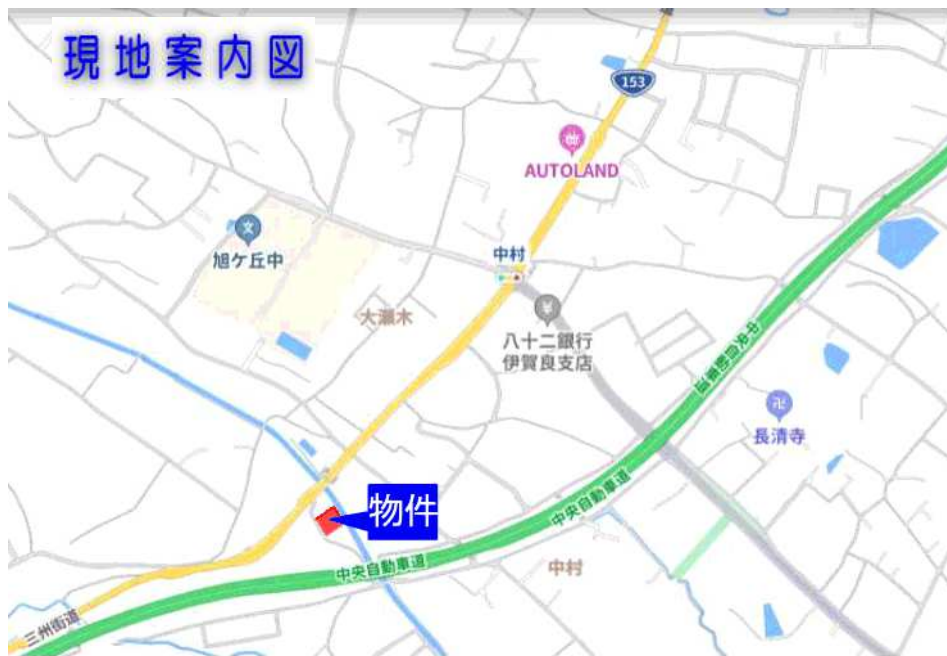 現地案内図
153
AUTOLAND
文
旭ケ丘中
中村
大瀬木
¥
八十二銀行
伊賀良支店
中央自動車道
卍
長清寺
物件
中央自動車道
中央自動車道
中村
三州街道